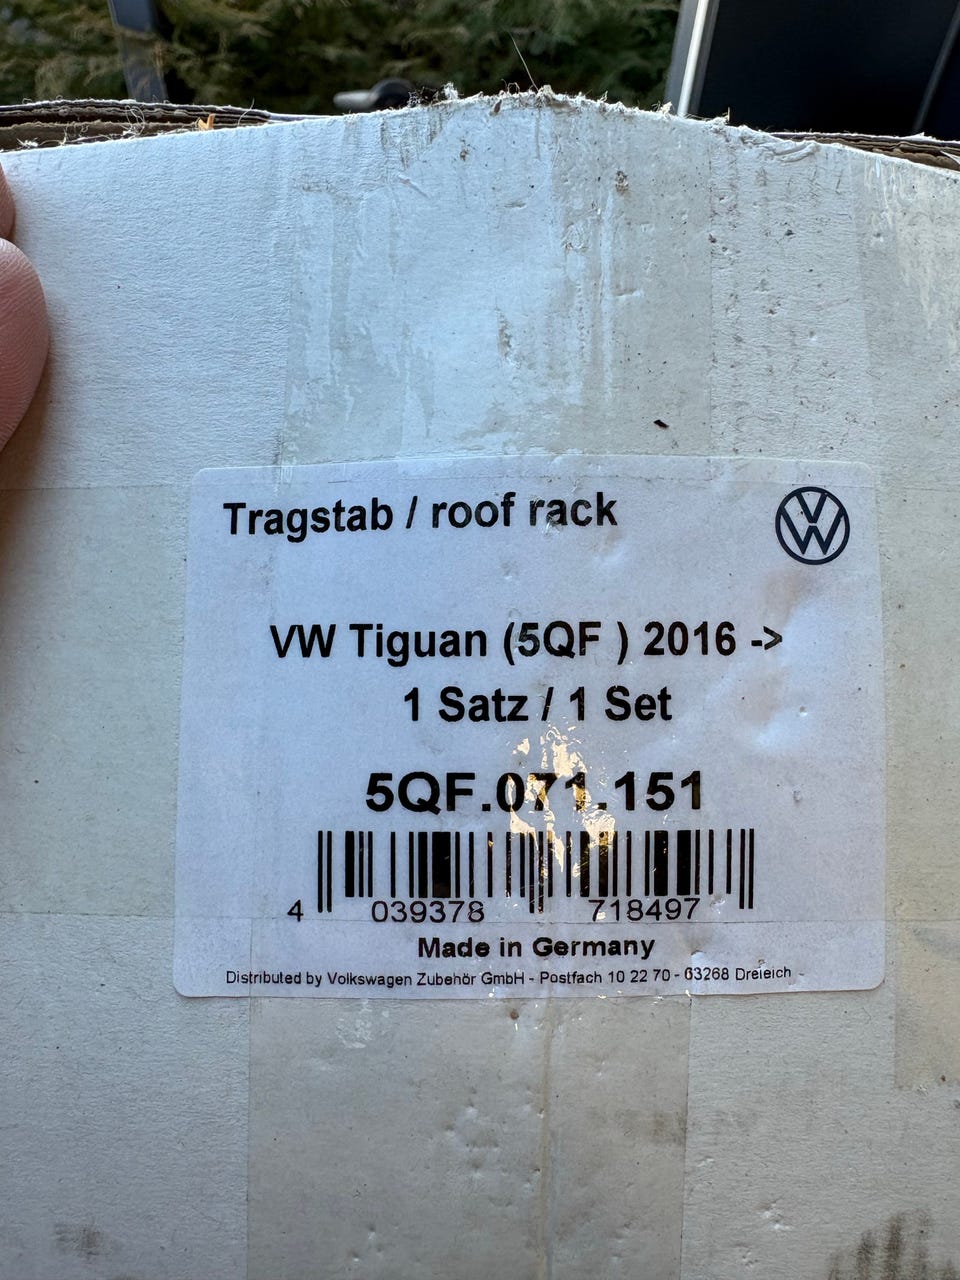 Tragstab / roof rack
VW Tiguan (5QF ) 2016 ->
1 Satz / 1 Set
5QF.071.151
4 039378 718497
Made in Germany
Distributed by Volkswagen Zubehör GmbH - Postfach 10 22 70 - 63268 Dreieich